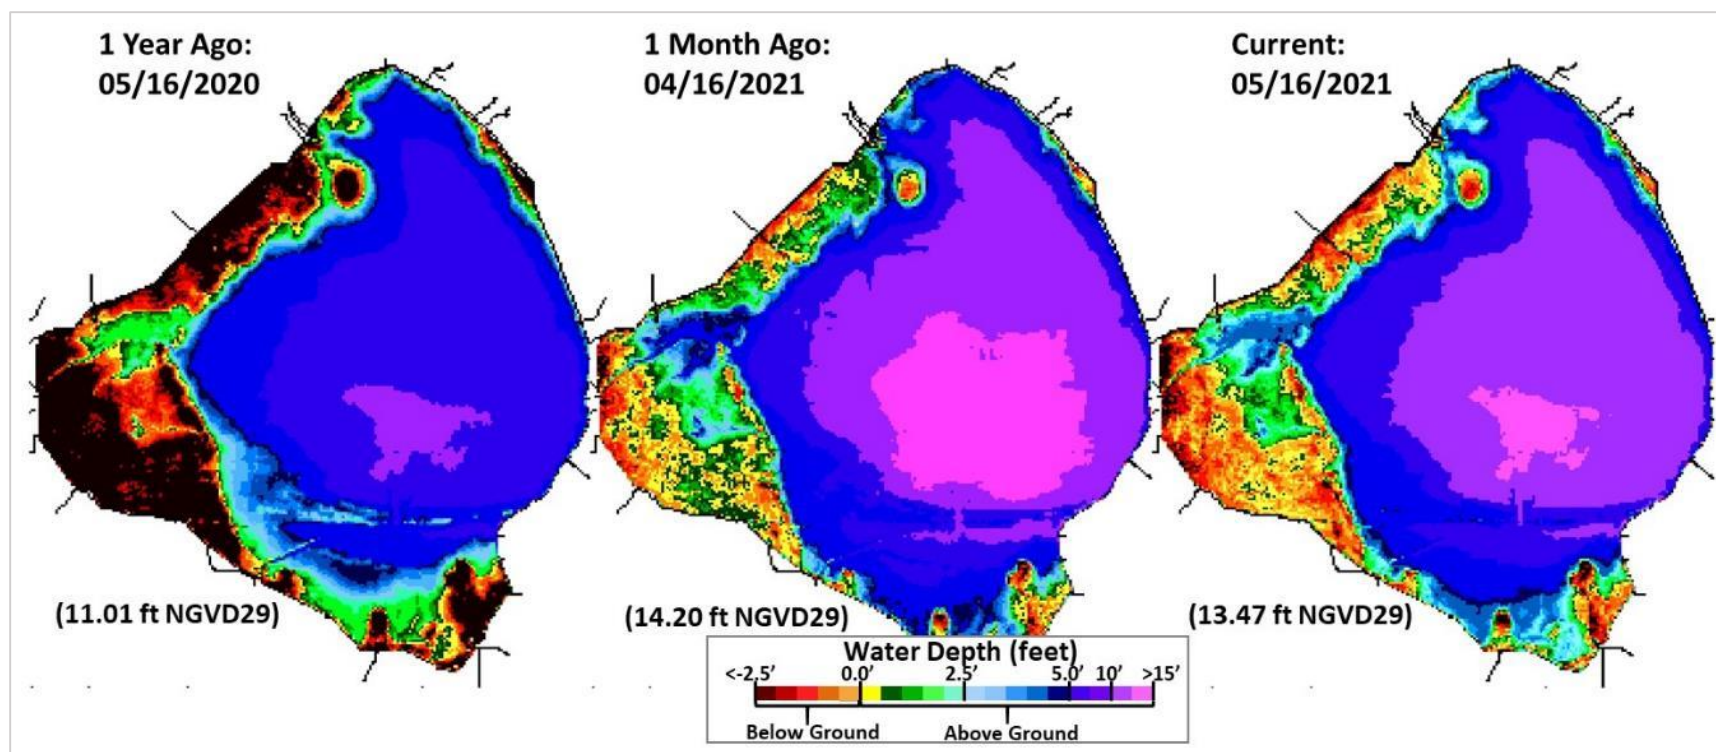 1 Year Ago:
05/16/2020
1 Month Ago:
04/16/2021
Current:
05/16/2021
(11.01 ft NGVD29)
(14.20 ft NGVD29)
(13.47 ft NGVD29)
Water Depth (feet)
<-2.5' 0.0' 2.5' 5.0' 10' >15'
Below Ground Above Ground